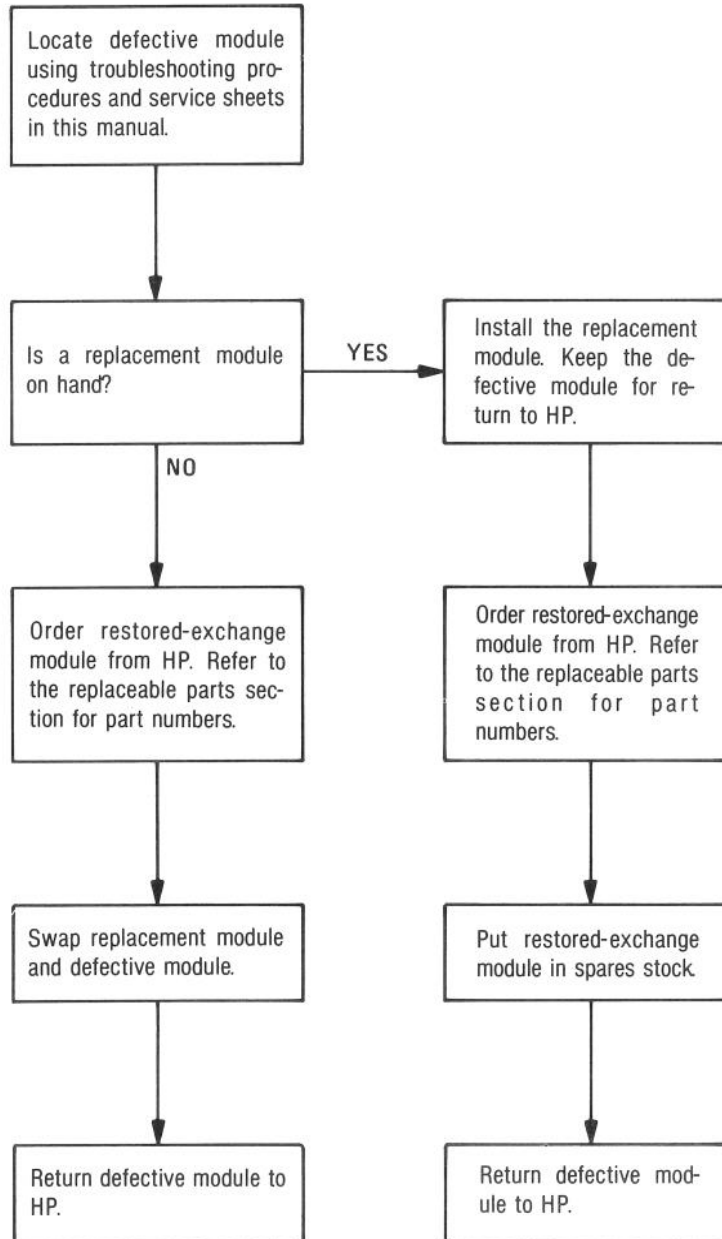 Locate defective module
using troubleshooting pro-
cedures and service sheets
in this manual.
Is a replacement module
on hand?
YES
Install the replacement
module. Keep the de-
fective module for re-
turn to HP.
NO
Order restored-exchange
module from HP. Refer to
the replaceable parts sec-
tion for part numbers.
Order restored-exchange
module from HP. Refer
to the replaceable parts
section for part
numbers.
Swap replacement module
and defective module.
Put restored-exchange
module in spares stock.
Return defective module to
HP.
Return defective mod-
ule to HP.